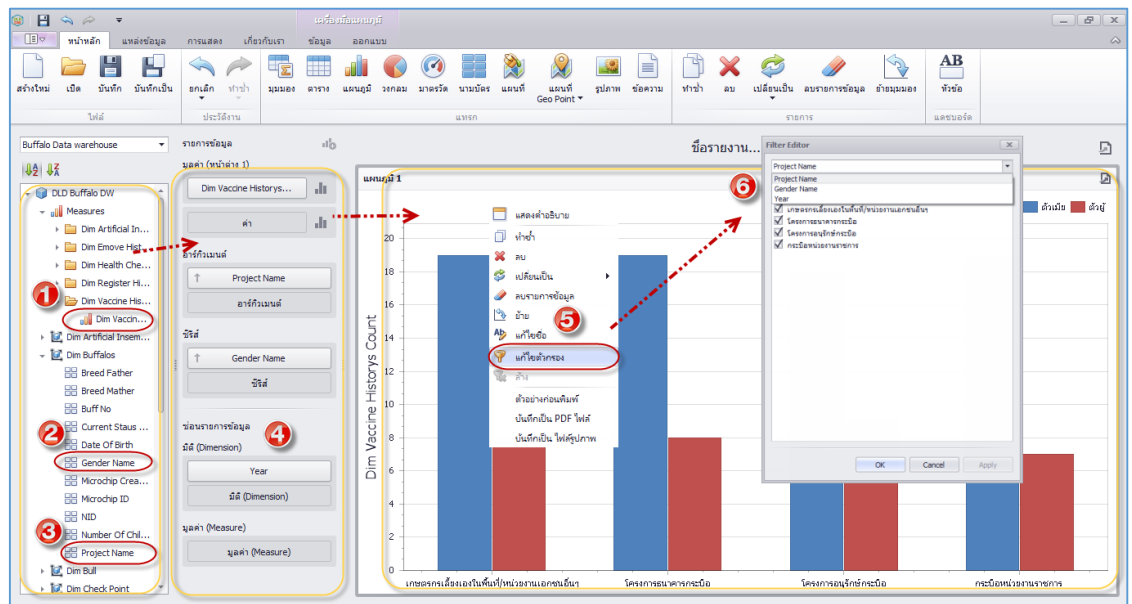 เครื่องมือแผนภูมิ
หน้าหลัก แหล่งข้อมูล การแสดง เกี่ยวกับเรา ข้อมูล ออกแบบ
สร้างใหม่ เปิด บันทึก บันทึกเป็น ยกเลิก ทำซ้ำ มุมมอง ตาราง แผนภูมิ วงกลม มาตรวัด นามบัตร แผนที่ แผนที่ Geo Point รูปภาพ ข้อความ ทำซ้ำ ลบ เปลี่ยนเป็น ลบรายการข้อมูล ย้ายมุมมอง AB หัวข้อ
ไฟล์ ประวัติงาน แทรก รายการ แดชบอร์ด
Buffalo Data warehouse
DLD Buffalo DW
Measures
Dim Artificial In...
Dim Emove Hist...
Dim Health Che...
Dim Register Hi...
1
Dim Vaccine His...
Dim Vaccin...
Dim Artificial Insem...
Dim Buffalos
Breed Father
Breed Mather
Buff No
2
Current Staus ...
Date Of Birth
Gender Name
Microchip Crea...
Microchip ID
NID
3
Number Of Chil...
Project Name
Dim Bull
Dim Check Point
รายการข้อมูล
มูลค่า (หน้าต่าง 1)
Dim Vaccine Historys...
ค่า
อาร์กิวเมนต์
Project Name
อาร์กิวเมนต์
ซีรีส์
Gender Name
ซีรีส์
ซ่อนรายการข้อมูล
4
มิติ (Dimension)
Year
มิติ (Dimension)
มูลค่า (Measure)
มูลค่า (Measure)
ชื่อรายงาน...
แผนภูมิ 1
ตัวเมีย ตัวผู้
Dim Vaccine Historys Count
20
18
16
14
12
10
8
6
4
2
0
เกษตรกรเลี้ยงเองในพื้นที่/หน่วยงานเอกชนอื่นๆ โครงการธนาคารกระบือ โครงการอนุรักษ์กระบือ กระบือหน่วยงานราชการ
แสดงคำอธิบาย
ทำซ้ำ
ลบ
เปลี่ยนเป็น
ลบรายการข้อมูล
ย้าย
5
แก้ไขชื่อ
แก้ไขตัวกรอง
ล้าง
ตัวอย่างก่อนพิมพ์
บันทึกเป็น PDF ไฟล์
บันทึกเป็น ไฟล์รูปภาพ
6
Filter Editor
Project Name
Project Name
Gender Name
Year
เกษตรกรเลี้ยงเองในพื้นที่/หน่วยงานเอกชนอื่นๆ
โครงการธนาคารกระบือ
โครงการอนุรักษ์กระบือ
กระบือหน่วยงานราชการ
OK Cancel Apply